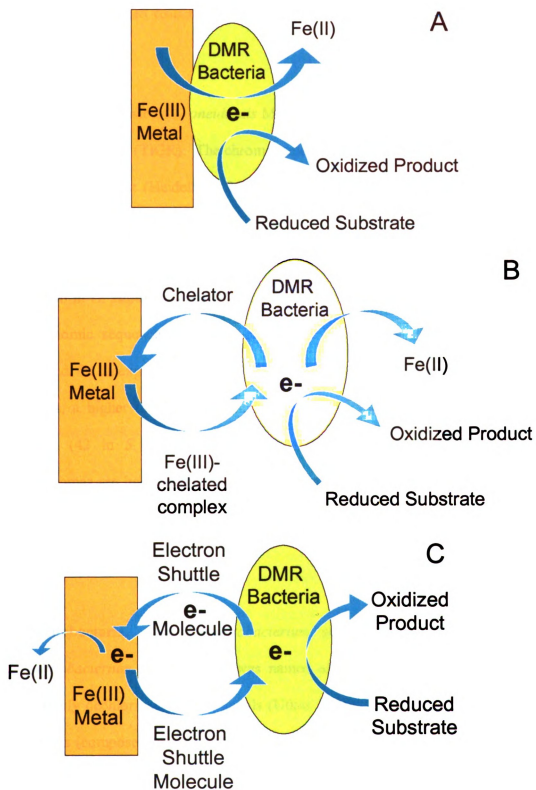 A
Fe(II)
DMR
Bacteria
e-
Fe(III)
Metal
Oxidized Product
Reduced Substrate
B
Chelator
DMR
Bacteria
Fe(III)
Metal
e-
Fe(II)
Oxidized Product
Fe(III)-
chelated
complex
Reduced Substrate
C
Electron
Shuttle
e-
Molecule
DMR
Bacteria
e-
Oxidized
Product
Fe(II)
e-
Fe(III)
Metal
Reduced
Substrate
Electron
Shuttle
Molecule